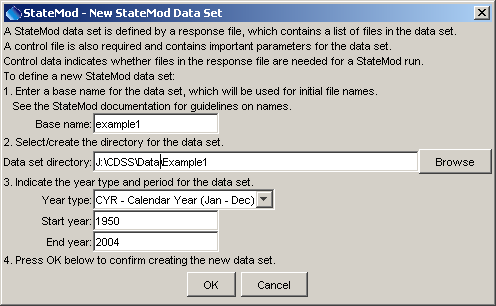 StateMod - New StateMod Data Set
A StateMod data set is defined by a response file, which contains a list of files in the data set.
A control file is also required and contains important parameters for the data set.
Control data indicates whether files in the response file are needed for a StateMod run.
To define a new StateMod data set:
1. Enter a base name for the data set, which will be used for initial file names.
See the StateMod documentation for guidelines on names.
Base name: example1
2. Select/create the directory for the data set.
Data set directory: J:\CDSS\Data\Example1 Browse
3. Indicate the year type and period for the data set.
Year type: CYR - Calendar Year (Jan - Dec)
Start year: 1950
End year: 2004
4. Press OK below to confirm creating the new data set.
OK Cancel